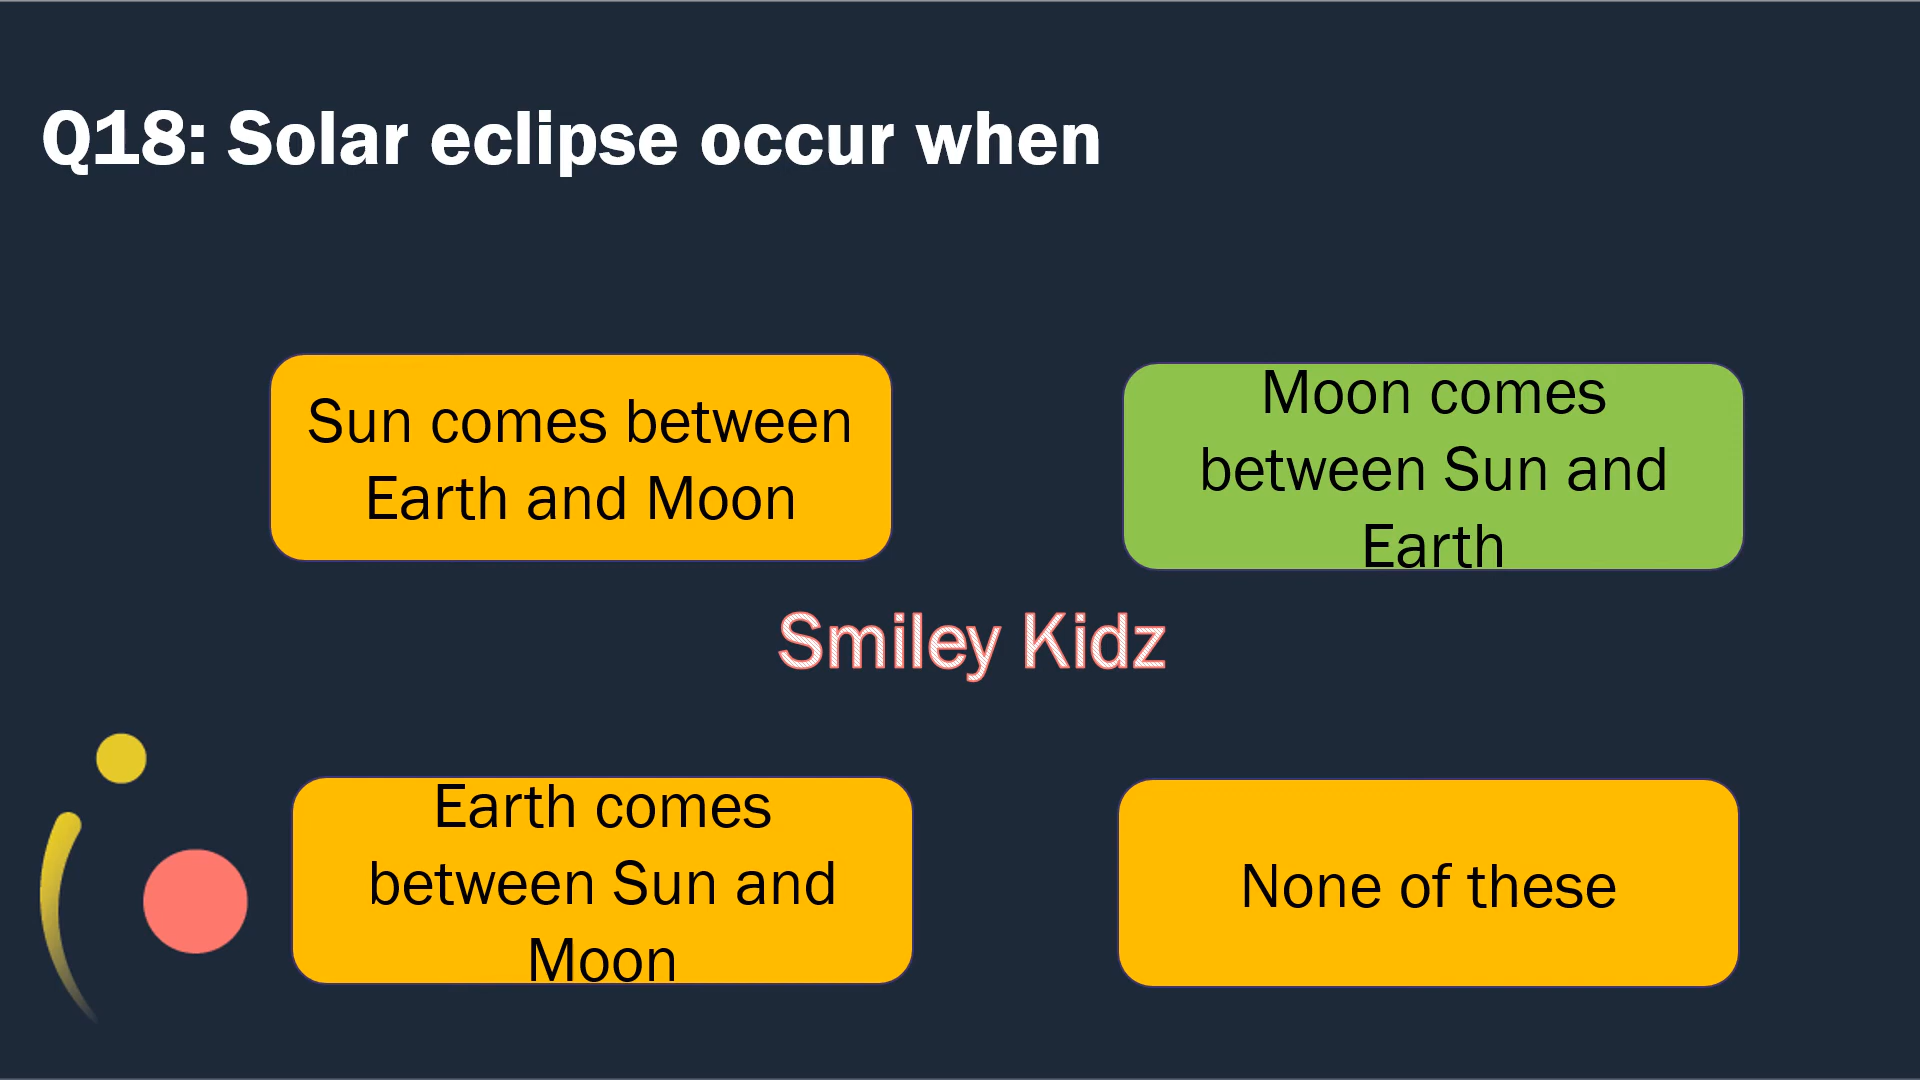 Q18: Solar eclipse occur when
Sun comes between
Earth and Moon
Moon comes
between Sun and
Earth
Smiley Kidz
Earth comes
between Sun and
Moon
None of these